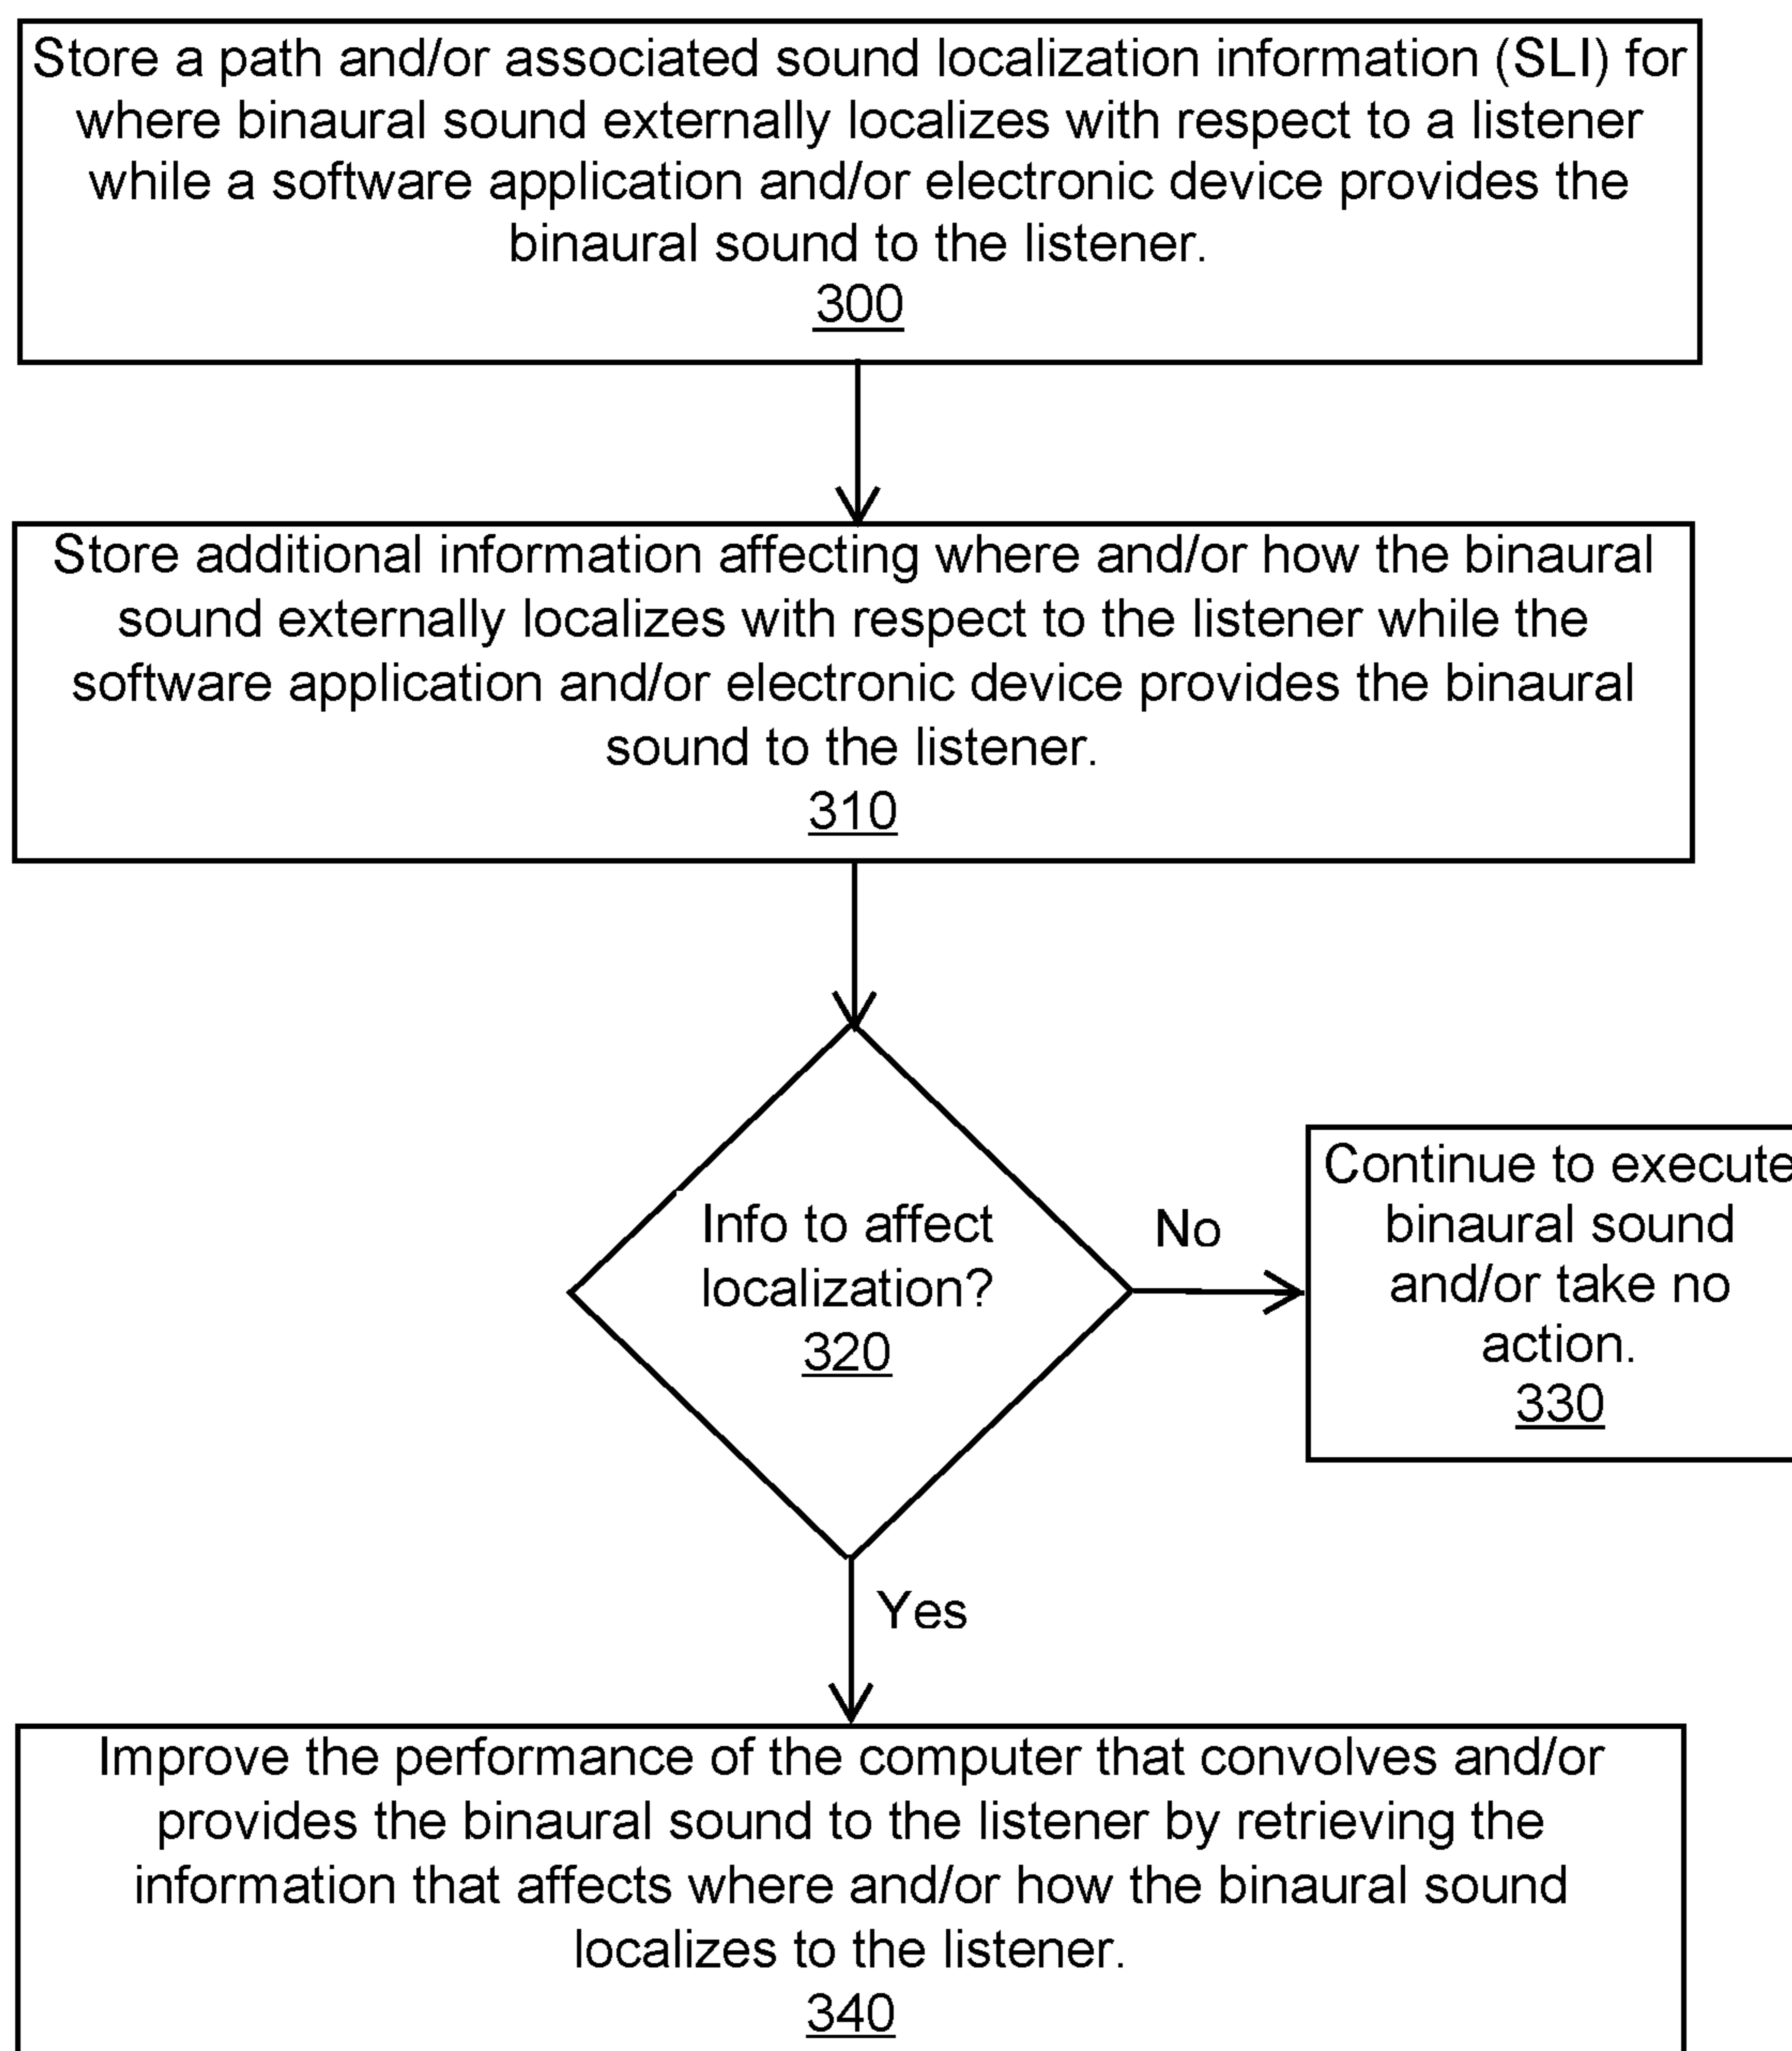 Store a path and/or associated sound localization information (SLI) for
where binaural sound externally localizes with respect to a listener
while a software application and/or electronic device provides the
binaural sound to the listener.
300
Store additional information affecting where and/or how the binaural
sound externally localizes with respect to the listener while the
software application and/or electronic device provides the binaural
sound to the listener.
310
Info to affect
localization?
320
No
Continue to execute
binaural sound
and/or take no
action.
330
Yes
Improve the performance of the computer that convolves and/or
provides the binaural sound to the listener by retrieving the
information that affects where and/or how the binaural sound
localizes to the listener.
340